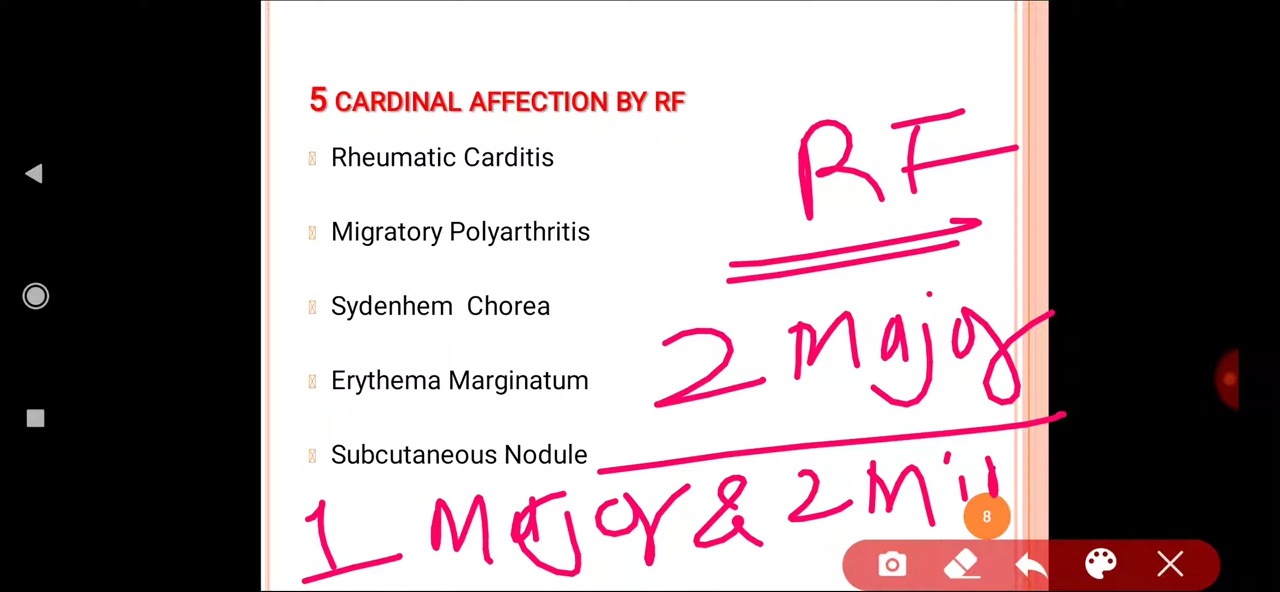 5 CARDINAL AFFECTION BY RF
Rheumatic Carditis
Migratory Polyarthritis
Sydenhem Chorea
Erythema Marginatum
Subcutaneous Nodule
RF
2 Major
1 Major & 2 Min
8